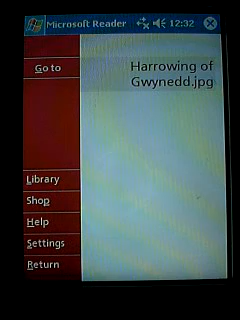 Microsoft Reader 12:32
Go to
Harrowing of
Gwynedd.jpg
Library
Shop
Help
Settings
Return